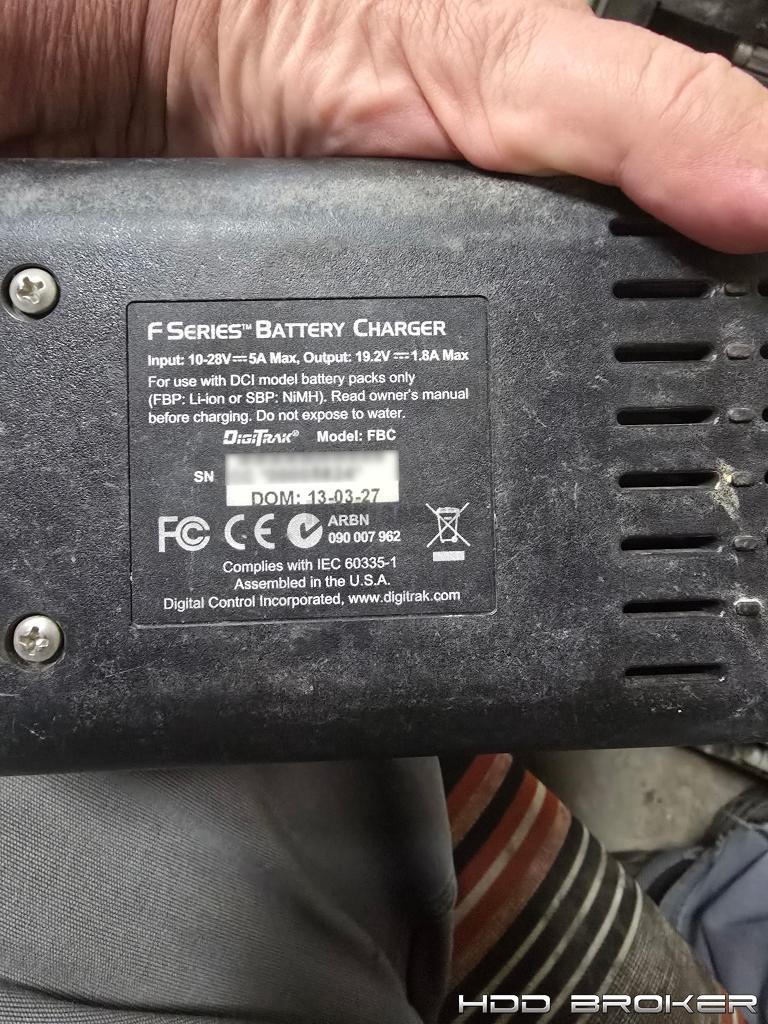 F SERIES™ BATTERY CHARGER
Input: 10-28V⎓5A Max, Output: 19.2V⎓1.8A Max
For use with DCI model battery packs only
(FBP: Li-ion or SBP: NiMH). Read owner's manual
before charging. Do not expose to water.
DIGITRAK® Model: FBC
SN
DOM: 13-03-27
FC CE ARBN
090 007 962
Complies with IEC 60335-1
Assembled in the U.S.A.
Digital Control Incorporated, www.digitrak.com
HDD BROKER